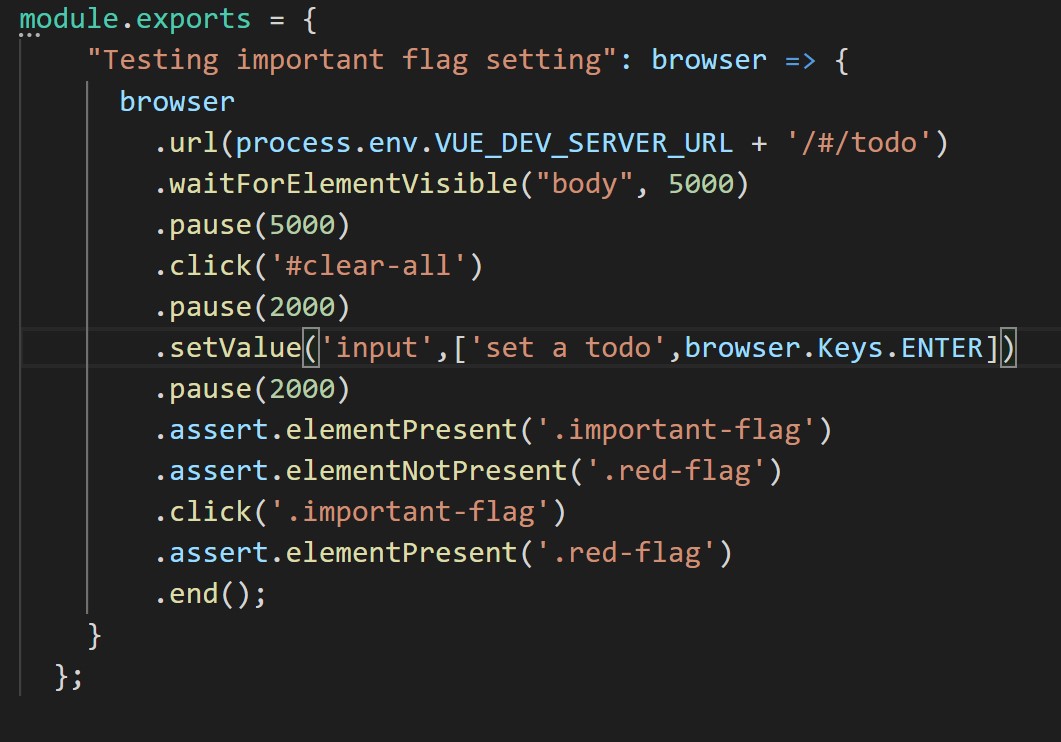 module.exports = {
"Testing important flag setting": browser => {
browser
.url(process.env.VUE_DEV_SERVER_URL + '/#/todo')
.waitForElementVisible("body", 5000)
.pause(5000)
.click('#clear-all')
.pause(2000)
.setValue('input',['set a todo',browser.Keys.ENTER])
.pause(2000)
.assert.elementPresent('.important-flag')
.assert.elementNotPresent('.red-flag')
.click('.important-flag')
.assert.elementPresent('.red-flag')
.end();
}
};